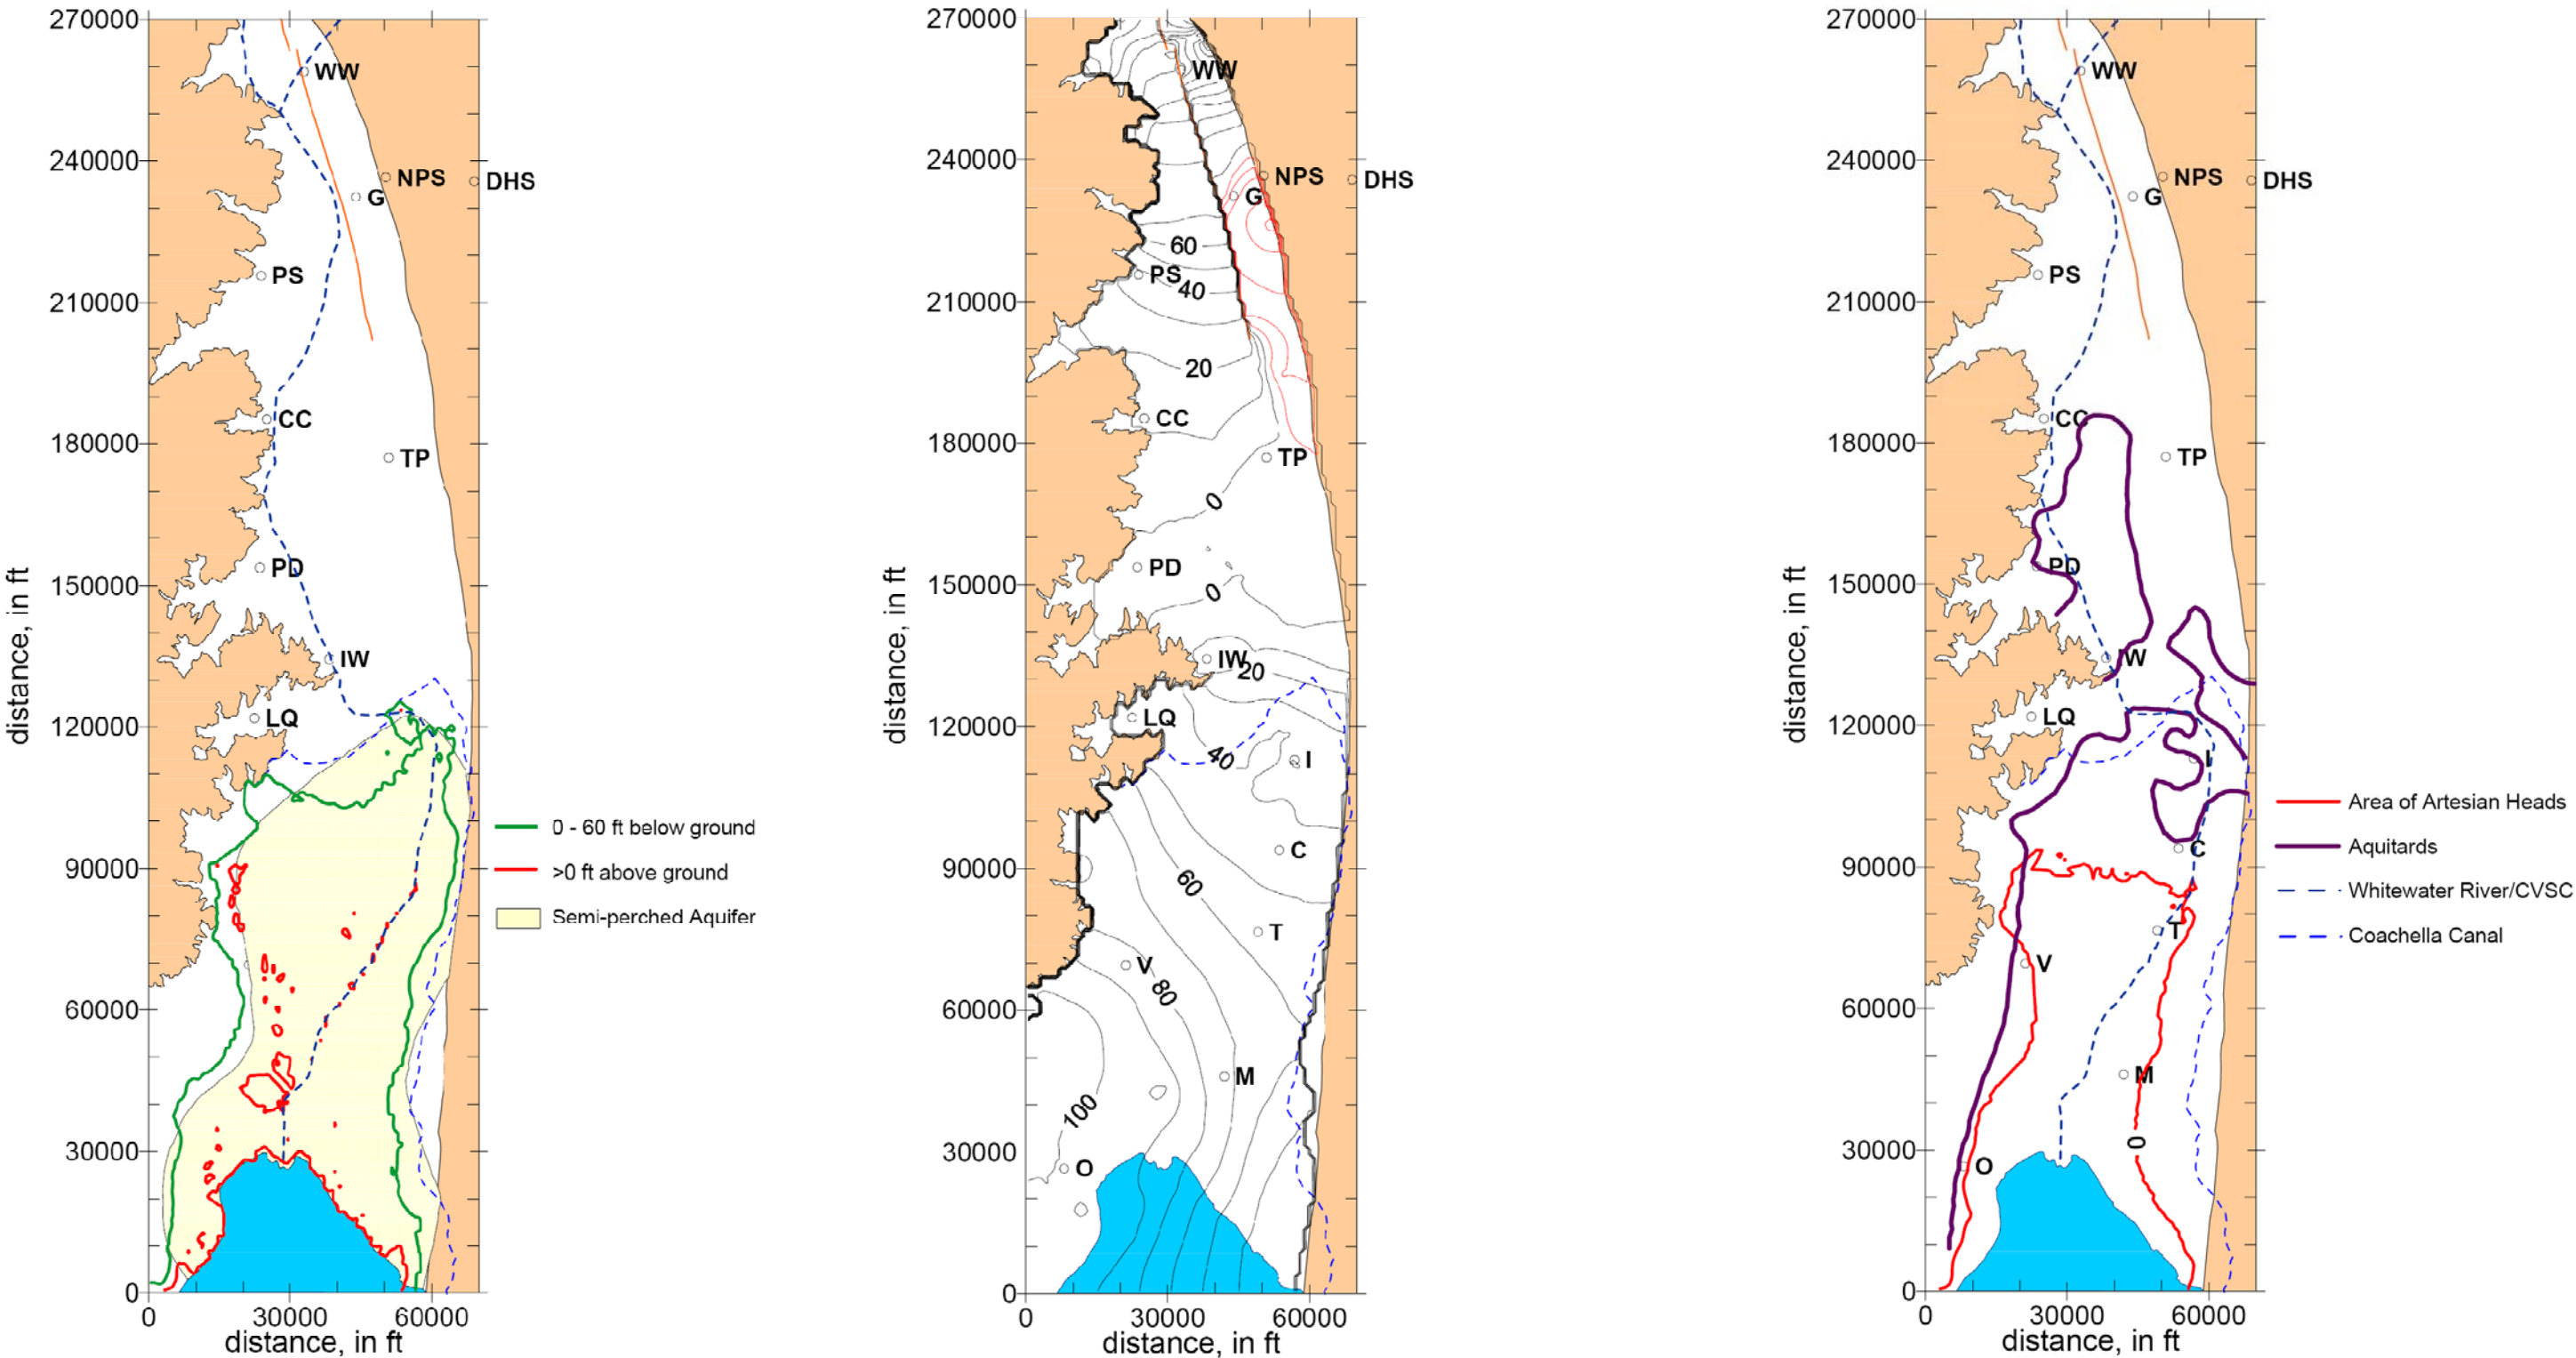 270000
240000
210000
180000
150000
120000
90000
60000
30000
0
distance, in ft
0 30000 60000
distance, in ft
WW
NPS
DHS
G
PS
CC
TP
PD
IW
LQ
0 - 60 ft below ground
>0 ft above ground
Semi-perched Aquifer
270000
240000
210000
180000
150000
120000
90000
60000
30000
0
distance, in ft
0 30000 60000
distance, in ft
WW
NPS
DHS
G
60
PS
40
20
CC
TP
0
PD
0
IW
20
LQ
40
I
C
60
T
V
80
M
100
O
270000
240000
210000
180000
150000
120000
90000
60000
30000
0
distance, in ft
0 30000 60000
distance, in ft
WW
NPS
DHS
G
PS
CC
TP
PD
IW
LQ
I
C
T
V
M
0
O
Area of Artesian Heads
Aquitards
Whitewater River/CVSC
Coachella Canal